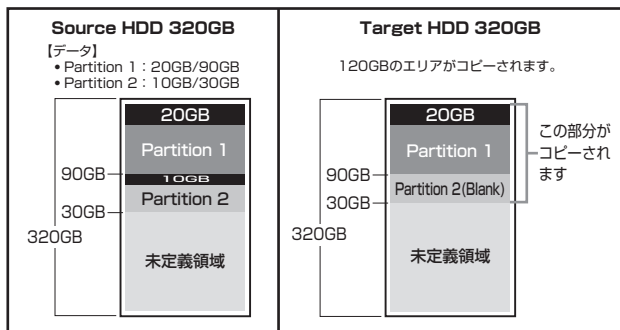 Source HDD 320GB
【データ】
• Partition 1：20GB/90GB
• Partition 2：10GB/30GB
20GB
Partition 1
90GB
10GB
Partition 2
30GB
320GB
未定義領域
Target HDD 320GB
120GBのエリアがコピーされます。
20GB
Partition 1
90GB
Partition 2(Blank)
30GB
320GB
未定義領域
この部分が
コピーされ
ます